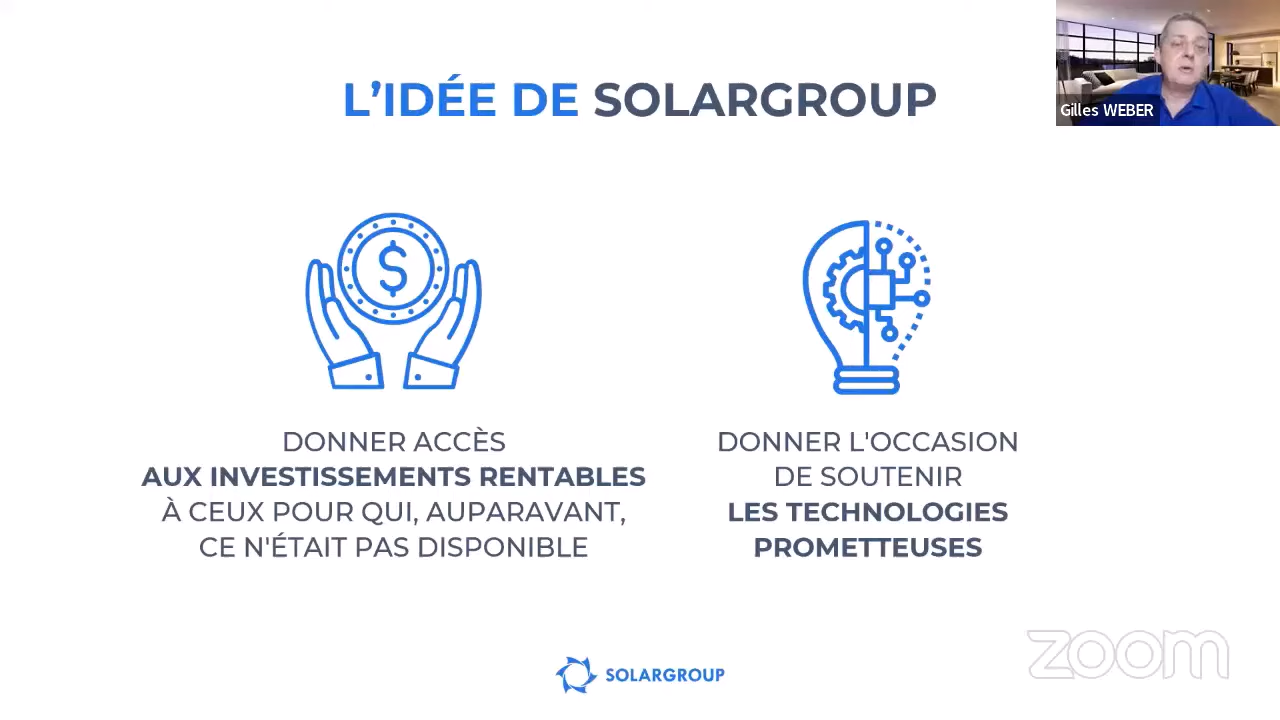 Gilles WEBER
L'IDÉE DE SOLARGROUP
$
DONNER ACCÈS
AUX INVESTISSEMENTS RENTABLES
À CEUX POUR QUI, AUPARAVANT,
CE N'ÉTAIT PAS DISPONIBLE
DONNER L'OCCASION
DE SOUTENIR
LES TECHNOLOGIES
PROMETTEUSES
SOLARGROUP
zoom